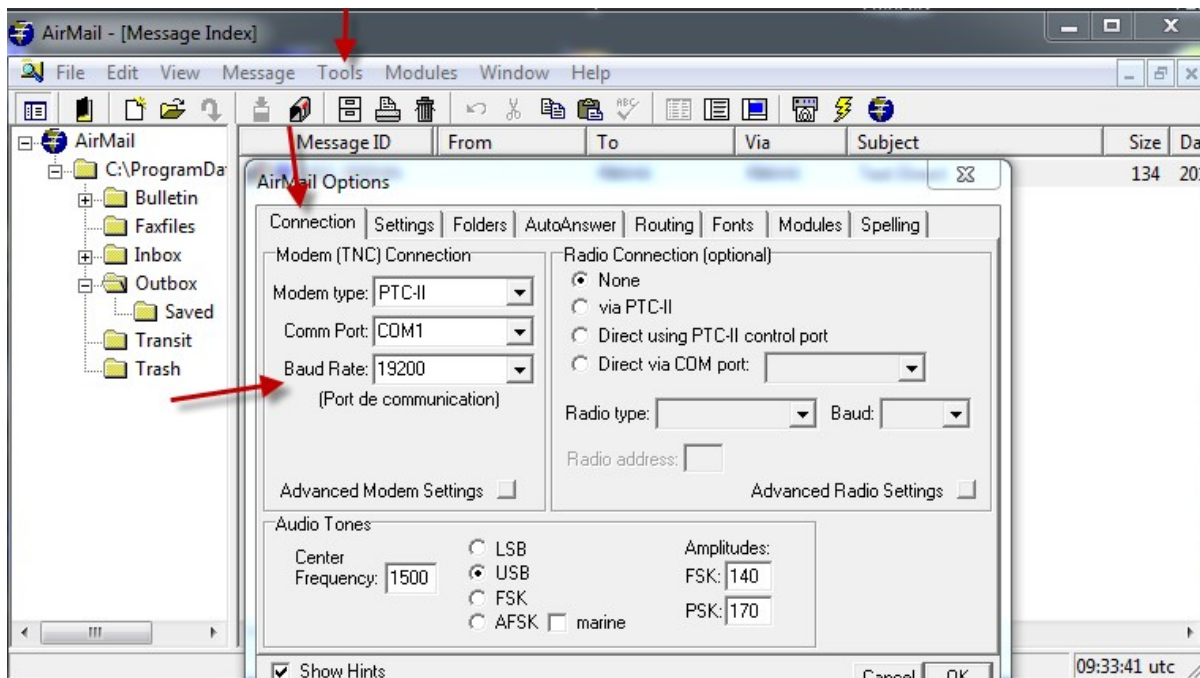 AirMail - [Message Index]
File Edit View Message Tools Modules Window Help
AirMail
C:\ProgramDa
Bulletin
Faxfiles
Inbox
Outbox
Saved
Transit
Trash
Message ID From To Via Subject Size Da
134 20
AirMail Options
Connection Settings Folders AutoAnswer Routing Fonts Modules Spelling
Modem (TNC) Connection
Modem type: PTC-II
Comm Port: COM1
Baud Rate: 19200
(Port de communication)
Advanced Modem Settings
Radio Connection (optional)
None
via PTC-II
Direct using PTC-II control port
Direct via COM port:
Radio type: Baud:
Radio address:
Advanced Radio Settings
Audio Tones
Center
Frequency: 1500
LSB
USB
FSK
AFSK marine
Amplitudes:
FSK: 140
PSK: 170
Show Hints
Cancel OK
09:33:41 utc